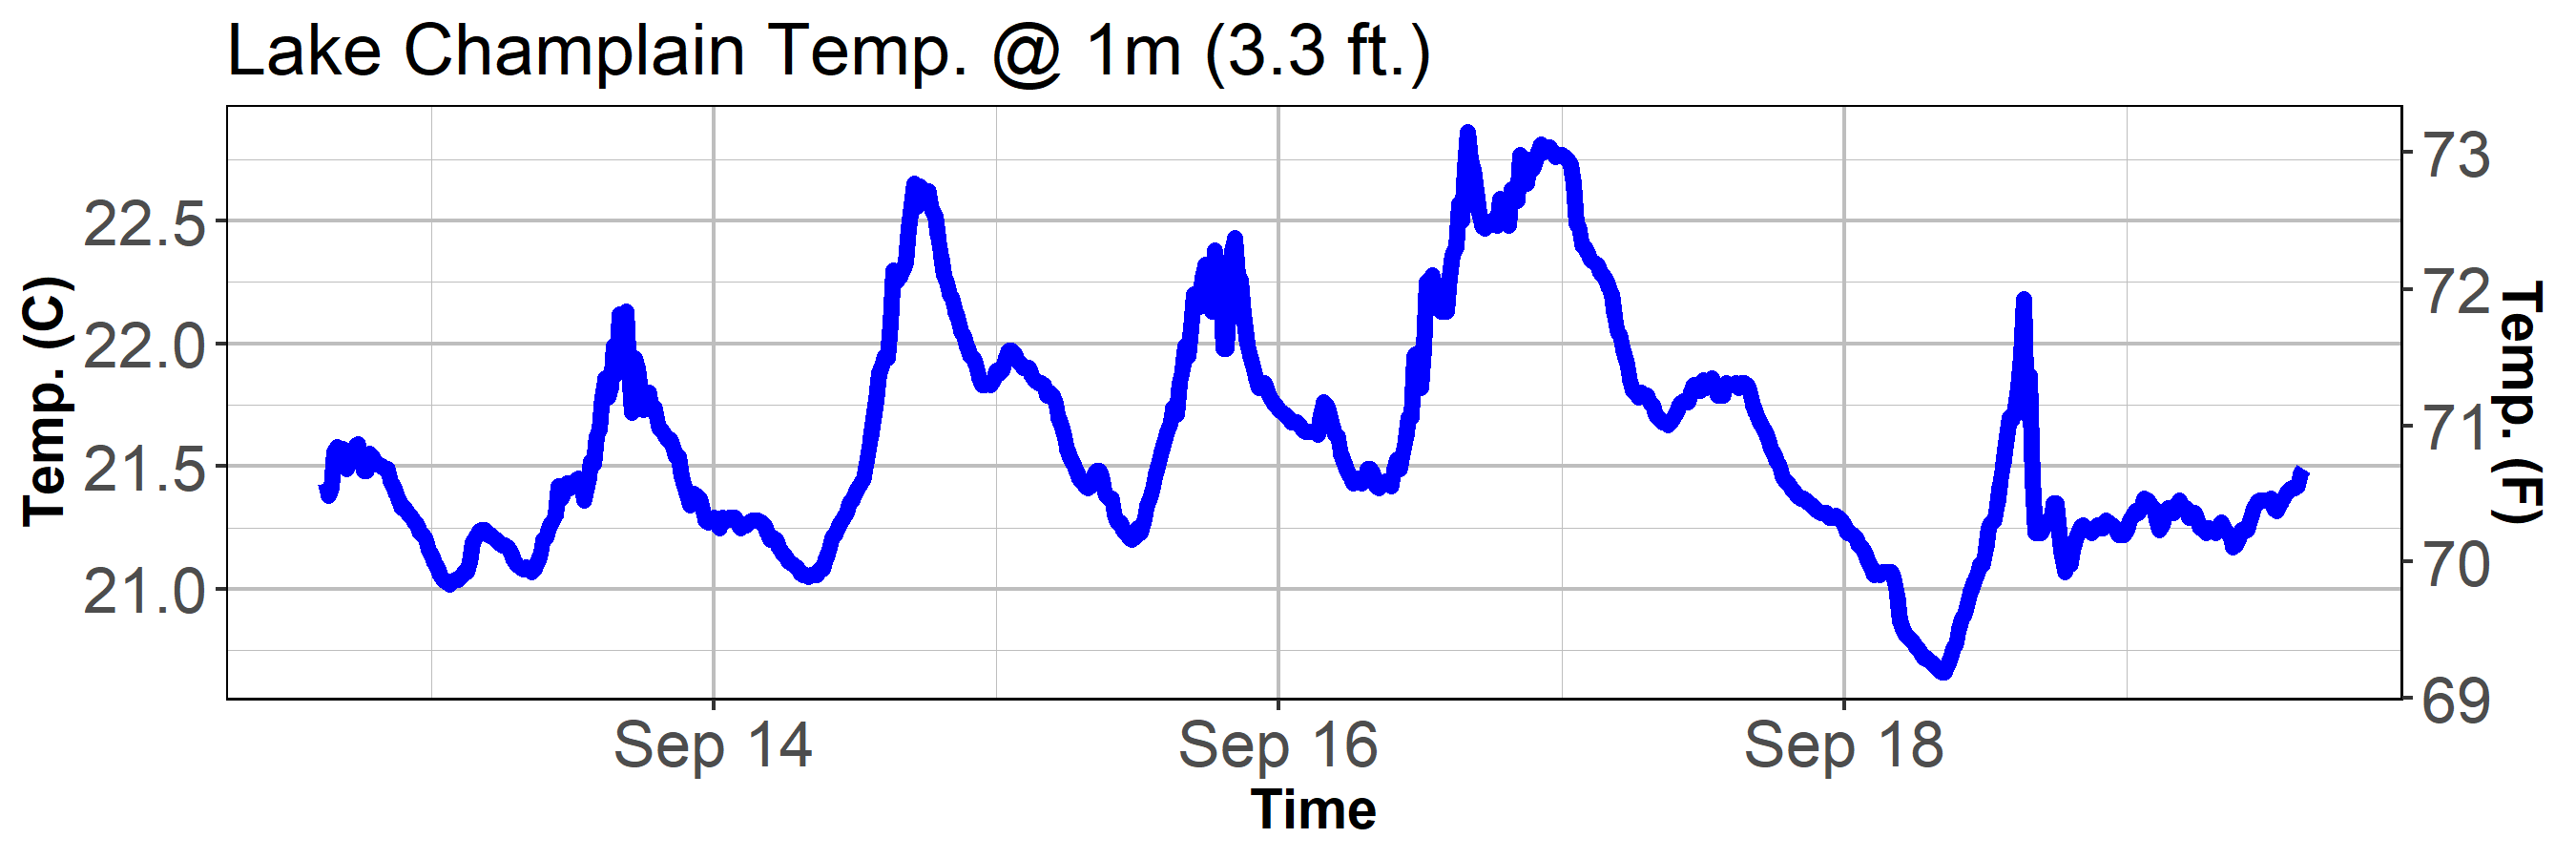 Lake Champlain Temp. @ 1m (3.3 ft.)
Temp. (C)
22.5
22.0
21.5
21.0
73
72
71
70
69
Temp. (F)
Sep 14
Sep 16
Sep 18
Time